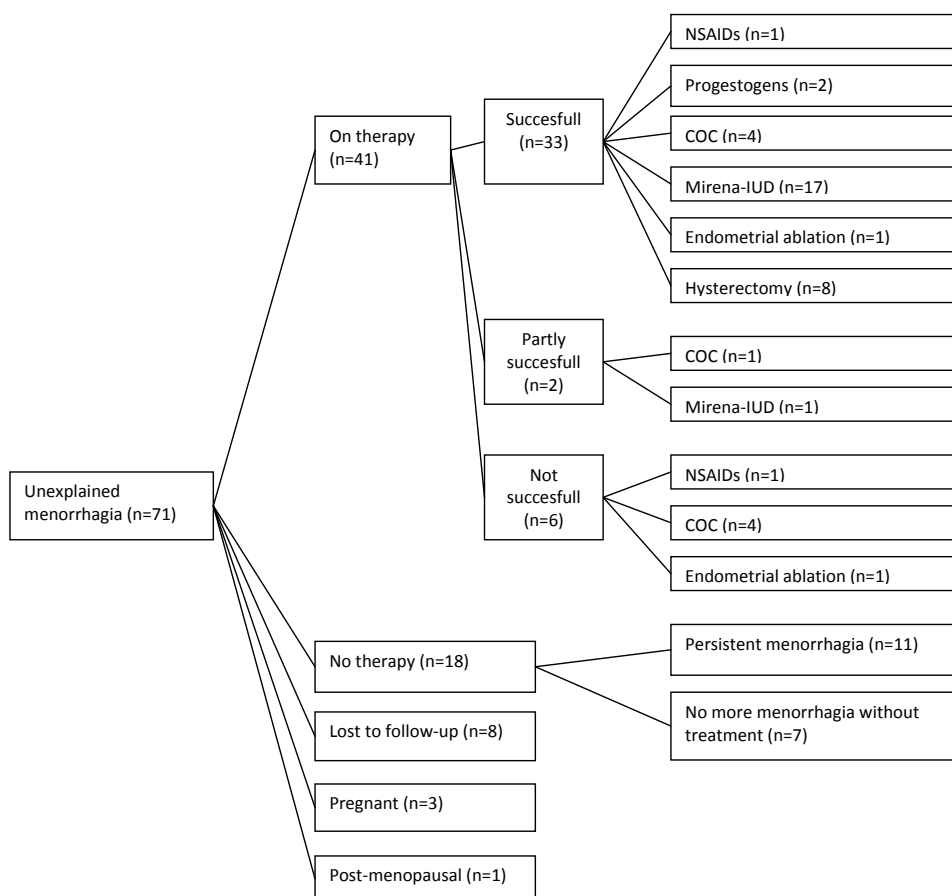 NSAIDs (n=1)
Progestogens (n=2)
Succesfull
(n=33)
COC (n=4)
On therapy
(n=41)
Mirena-IUD (n=17)
Endometrial ablation (n=1)
Hysterectomy (n=8)
Partly
succesfull
(n=2)
COC (n=1)
Mirena-IUD (n=1)
Not
succesfull
(n=6)
NSAIDs (n=1)
Unexplained
menorrhagia (n=71)
COC (n=4)
Endometrial ablation (n=1)
Persistent menorrhagia (n=11)
No therapy (n=18)
No more menorrhagia without
treatment (n=7)
Lost to follow-up (n=8)
Pregnant (n=3)
Post-menopausal (n=1)